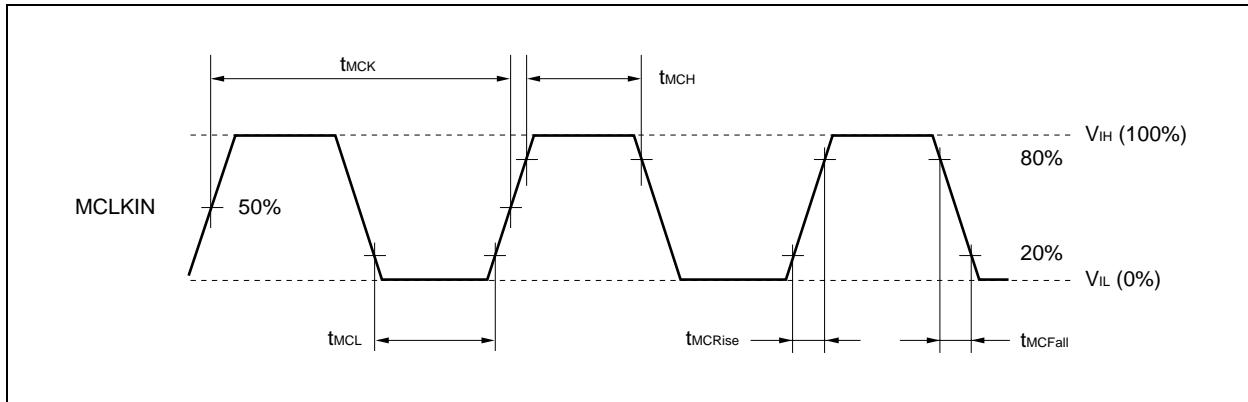 tMCK
tMCH
VIH (100%)
80%
MCLKIN
50%
20%
VIL (0%)
tMCL
tMCRise
tMCFall